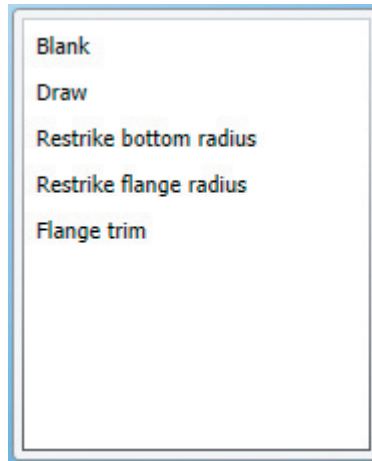 Blank
Draw
Restrike bottom radius
Restrike flange radius
Flange trim